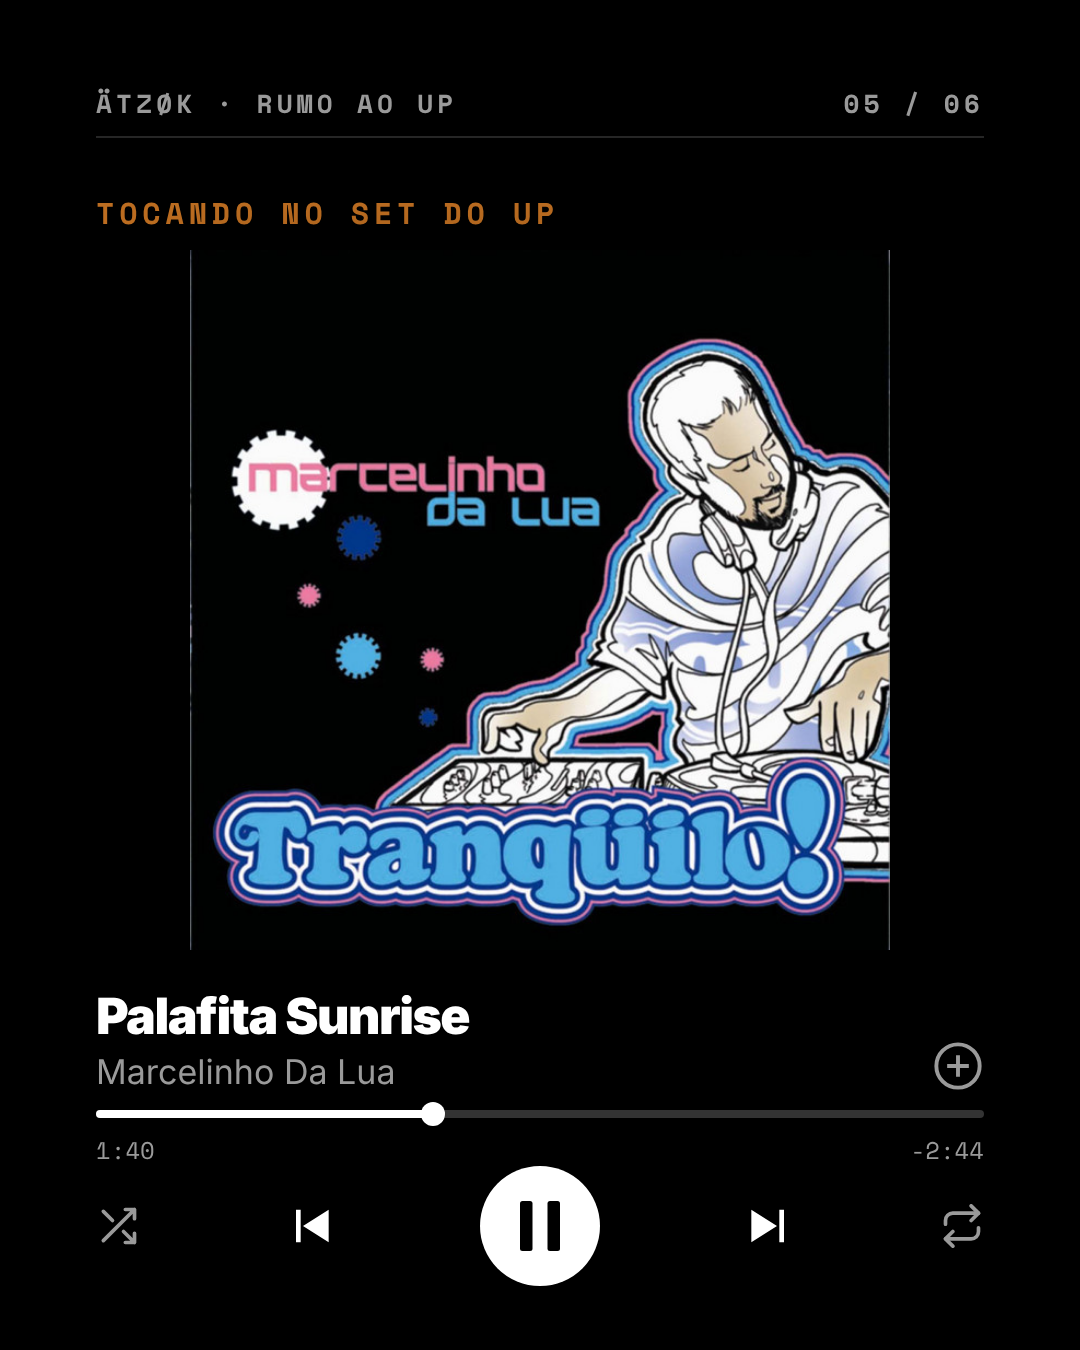 ÄTZØK · RUMO AO UP
05 / 06
TOCANDO NO SET DO UP
marcelinho
da Lua
Tranqüilo!
Palafita Sunrise
Marcelinho Da Lua
1:40
-2:44